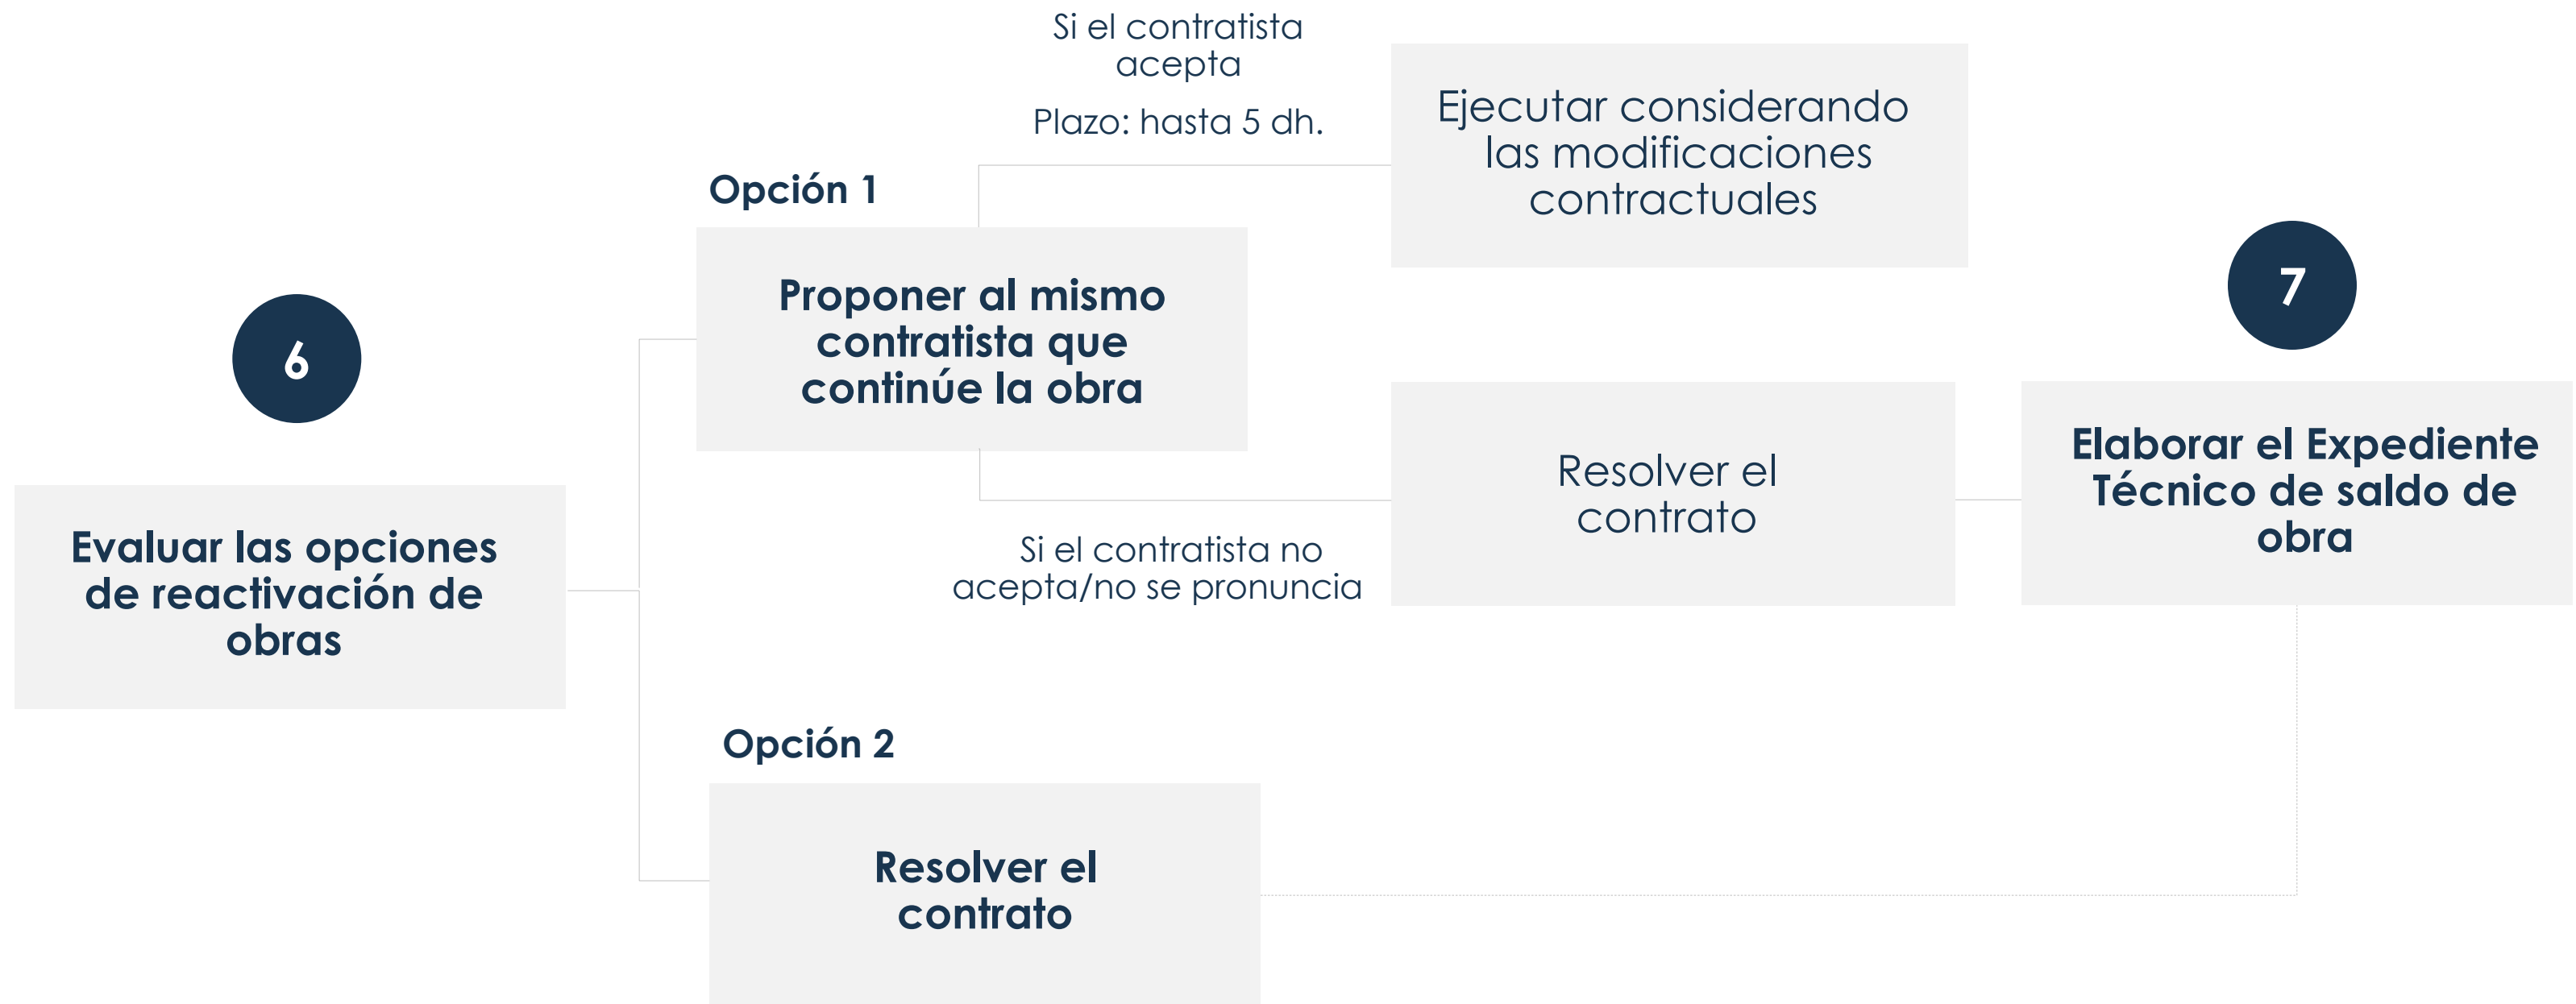 6
Evaluar las opciones
de reactivación de
obras
Opción 1
Proponer al mismo
contratista que
continúe la obra
Si el contratista
acepta
Plazo: hasta 5 dh.
Ejecutar considerando
las modificaciones
contractuales
Si el contratista no
acepta/no se pronuncia
Resolver el
contrato
Opción 2
Resolver el
contrato
7
Elaborar el Expediente
Técnico de saldo de
obra